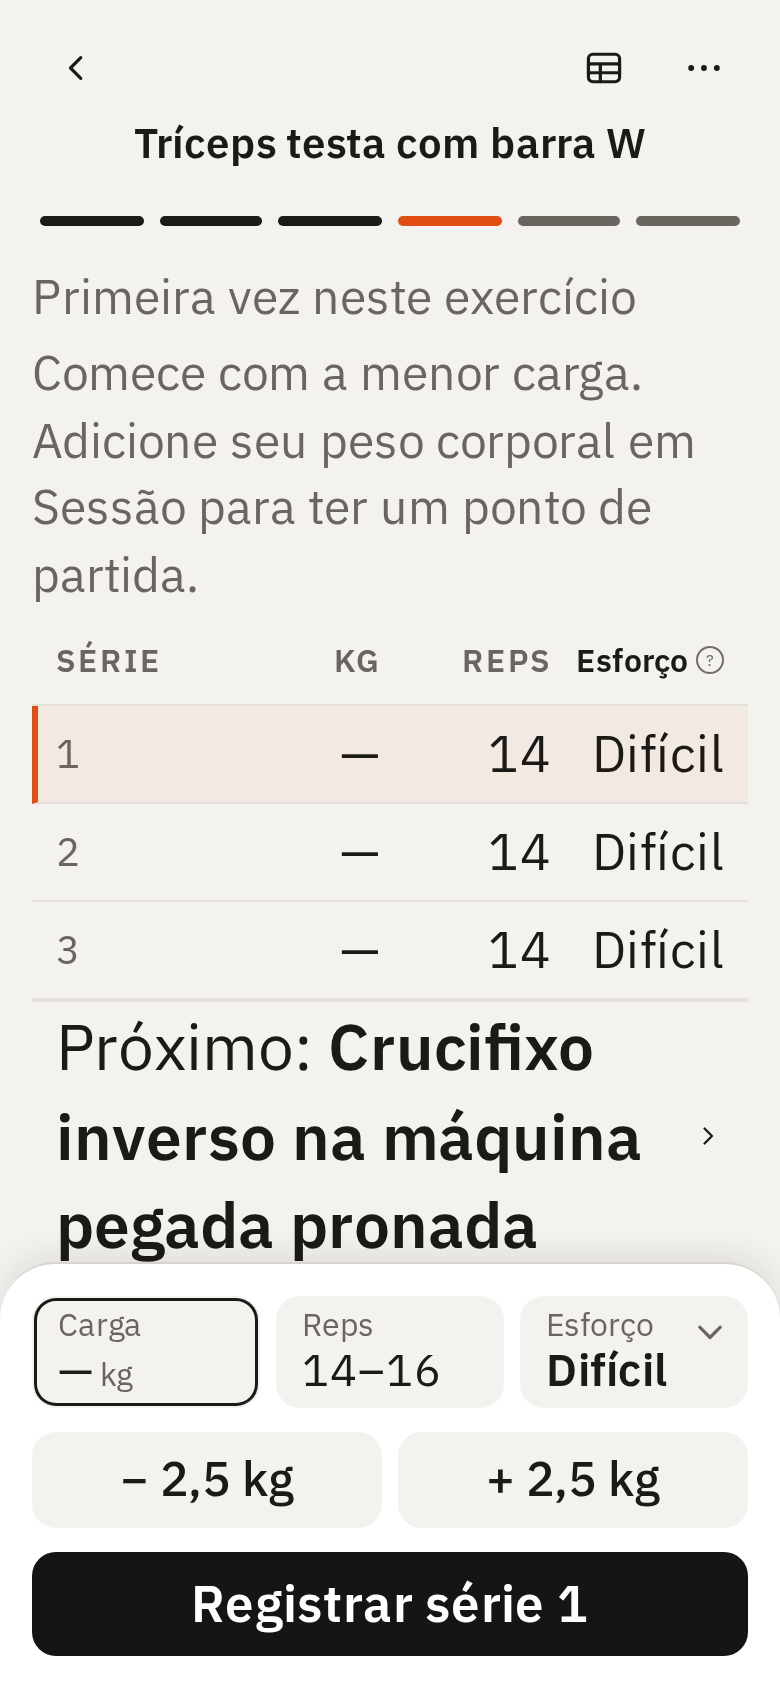 Tríceps testa com barra W
Primeira vez neste exercício
Comece com a menor carga.
Adicione seu peso corporal em
Sessão para ter um ponto de
partida.
SÉRIE KG REPS Esforço ?
1 — 14 Difícil
2 — 14 Difícil
3 — 14 Difícil
Próximo: Crucifixo
inverso na máquina
pegada pronada
Carga Reps Esforço
— kg 14–16 Difícil
− 2,5 kg + 2,5 kg
Registrar série 1